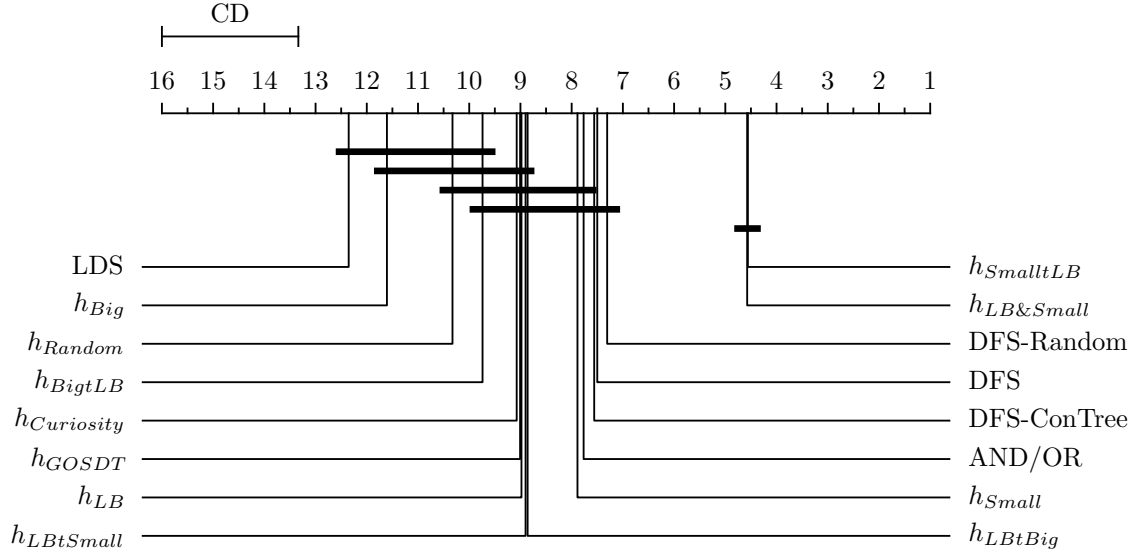 CD
16 15 14 13 12 11 10 9 8 7 6 5 4 3 2 1
LDS
h_{Big}
h_{Random}
h_{BigtLB}
h_{Curiosity}
h_{GOSDT}
h_{LB}
h_{LBtSmall}
h_{SmalltLB}
h_{LB&Small}
DFS-Random
DFS
DFS-ConTree
AND/OR
h_{Small}
h_{LBtBig}